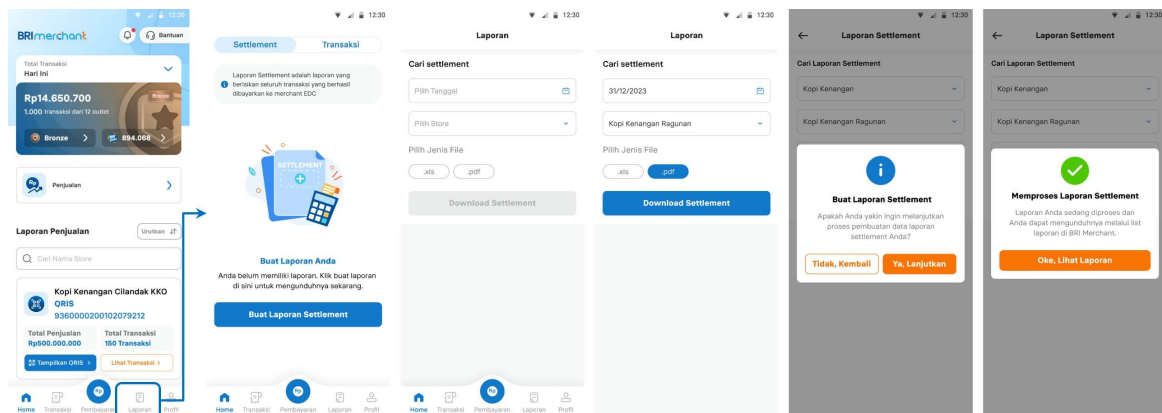 12:30
BRImerchant
Bantuan
Total Transaksi
Hari Ini
Rp14.650.700
Bronze
1.000 transaksi dari 12 outlet
Bronze >
894.068 >
Rp
Penjualan
Laporan Penjualan
Urutkan
Cari Nama Store
Kopi Kenangan Cilandak KKO
QRIS
9360000200102079212
Total Penjualan
Rp500.000.000
Total Transaksi
150 Transaksi
Tampilkan QRIS >
Lihat Transaksi >
Rp
Home
Transaksi
Pembayaran
Laporan
Profil
12:30
Settlement
Transaksi
Laporan Settlement adalah laporan yang
berisikan seluruh transaksi yang berhasil
dibayarkan ke merchant EDC
SETTLEMENT
Buat Laporan Anda
Anda belum memiliki laporan. Klik buat laporan
di sini untuk mengunduhnya sekarang.
Buat Laporan Settlement
Rp
Home
Transaksi
Pembayaran
Laporan
Profil
12:30
Laporan
Cari settlement
Pilih Tanggal
Pilih Store
Pilih Jenis File
.xls
.pdf
Download Settlement
Rp
Home
Transaksi
Pembayaran
Laporan
Profil
12:30
Laporan
Cari settlement
31/12/2023
Kopi Kenangan Ragunan
Pilih Jenis File
.xls
.pdf
Download Settlement
12:30
Laporan Settlement
Cari Laporan Settlement
Kopi Kenangan
Kopi Kenangan Ragunan
Buat Laporan Settlement
Apakah Anda yakin ingin melanjutkan
proses pembuatan data laporan
settlement Anda?
Tidak, Kembali
Ya, Lanjutkan
12:30
Laporan Settlement
Cari Laporan Settlement
Kopi Kenangan
Kopi Kenangan Ragunan
Memproses Laporan Settlement
Laporan Anda sedang diproses dan
Anda dapat mengunduhnya melalui list
laporan di BRI Merchant.
Oke, Lihat Laporan